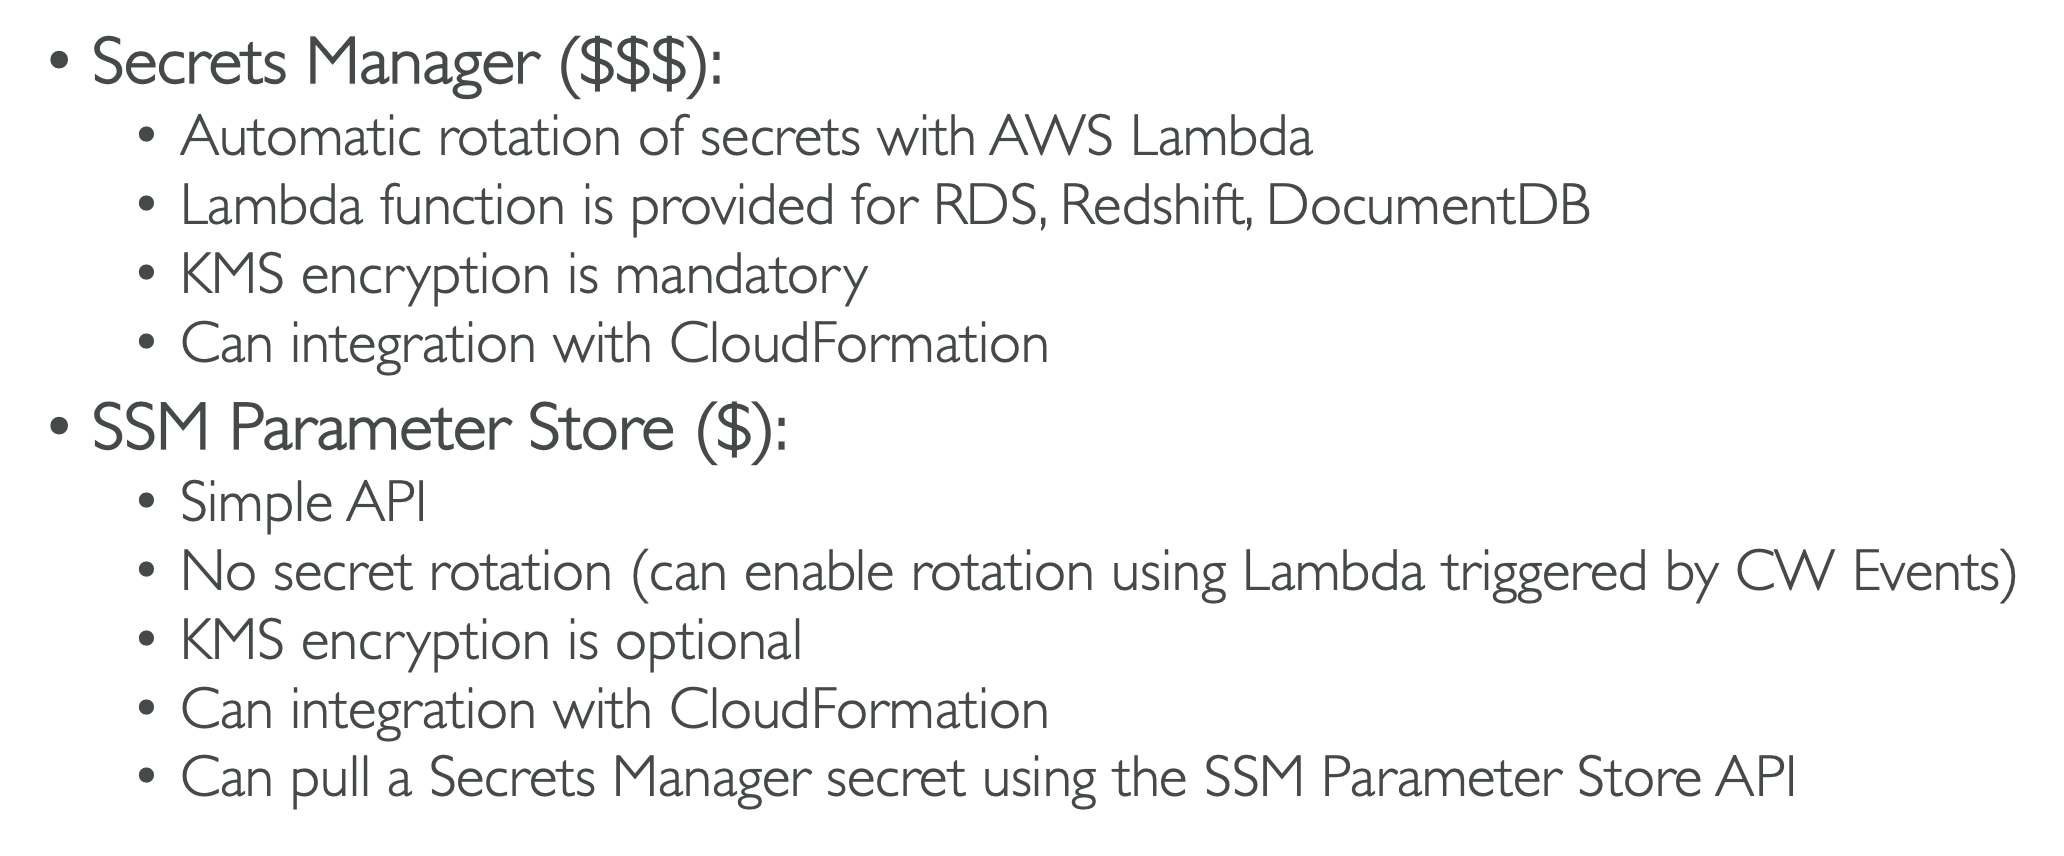 • Secrets Manager ($$$):
• Automatic rotation of secrets with AWS Lambda
• Lambda function is provided for RDS, Redshift, DocumentDB
• KMS encryption is mandatory
• Can integration with CloudFormation
• SSM Parameter Store ($):
• Simple API
• No secret rotation (can enable rotation using Lambda triggered by CW Events)
• KMS encryption is optional
• Can integration with CloudFormation
• Can pull a Secrets Manager secret using the SSM Parameter Store API